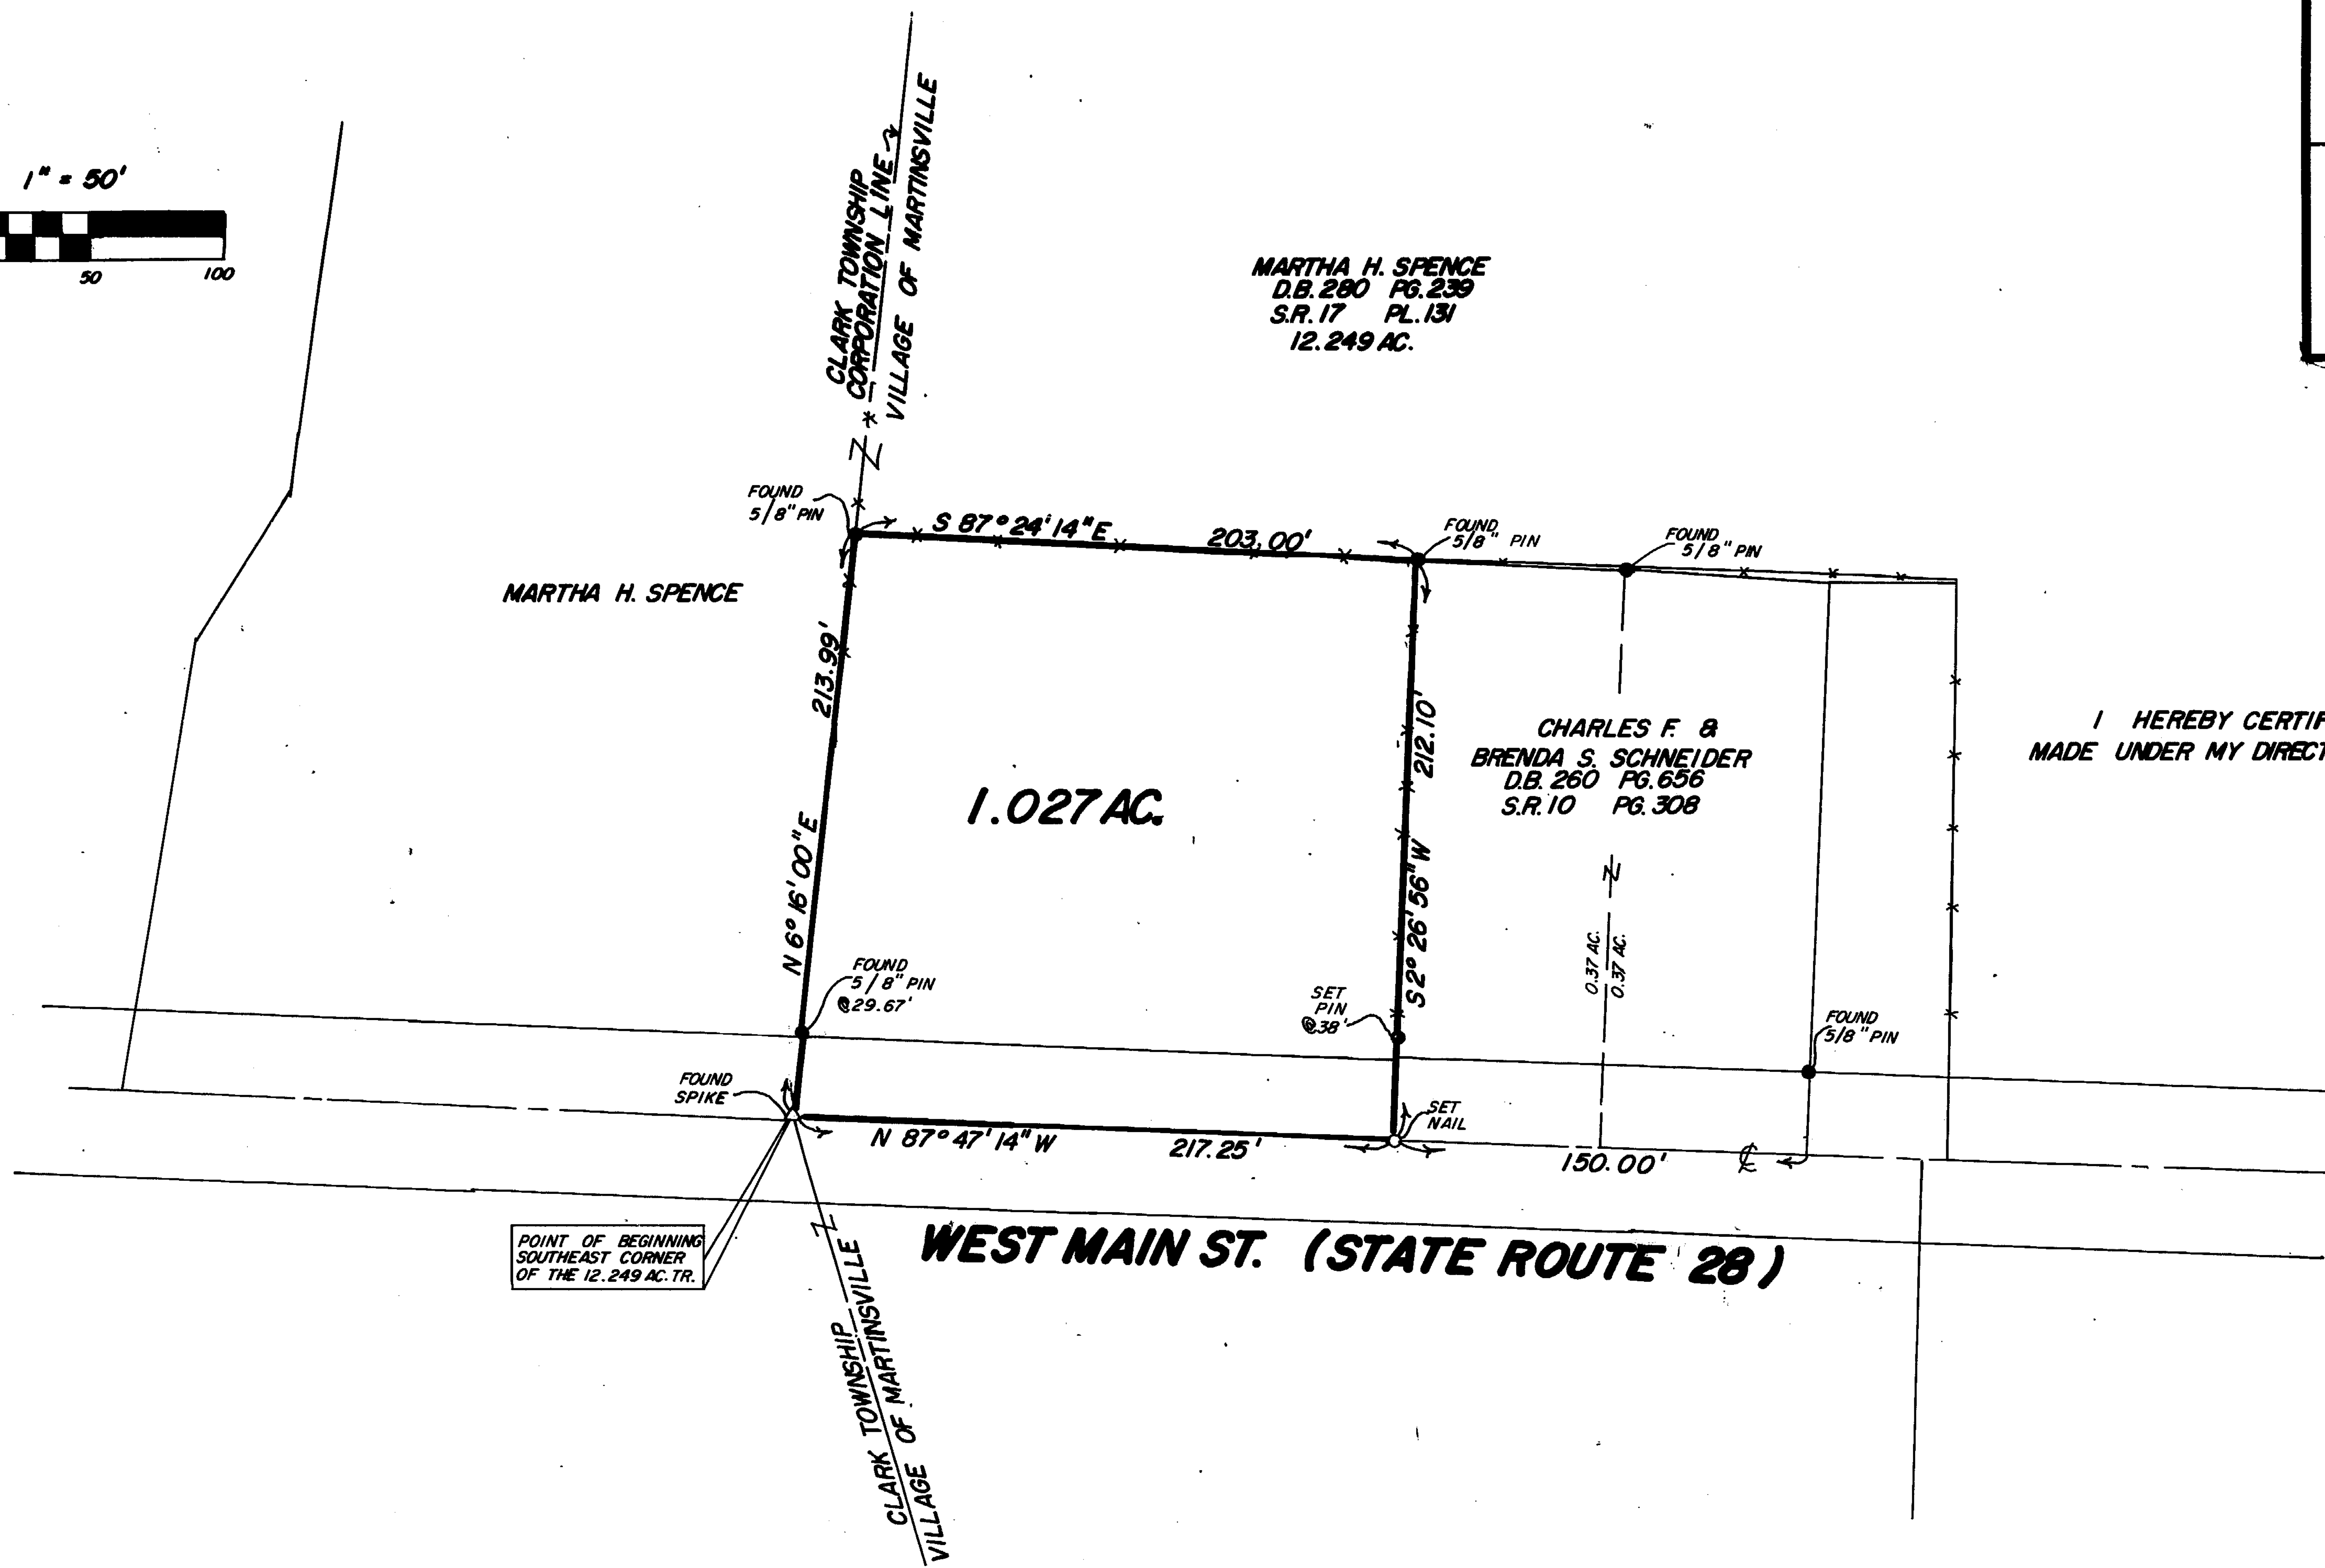 1" = 50'
50
100
CLARK TOWNSHIP
CORPORATION LINE
VILLAGE OF MARTINSVILLE
MARTHA H. SPENCE
D.B. 280 PG. 239
S.R. 17 PL. 131
12.249 AC.
FOUND
5/8" PIN
S 87° 24' 14" E
203.00'
FOUND
5/8" PIN
FOUND
5/8" PIN
MARTHA H. SPENCE
213.99'
N 6° 16' 00" E
1.027 AC.
212.10'
S 2° 26' 56" W
CHARLES F. &
BRENDA S. SCHNEIDER
D.B. 260 PG. 656
S.R. 10 PG. 308
I HEREBY CERTIF
MADE UNDER MY DIRECT
0.37 AC.
0.37 AC.
FOUND
5/8" PIN
@ 29.67'
SET
PIN
@ 38'
FOUND
5/8" PIN
FOUND
SPIKE
SET
NAIL
N 87° 47' 14" W
217.25'
150.00'
℄
POINT OF BEGINNING
SOUTHEAST CORNER
OF THE 12.249 AC. TR.
WEST MAIN ST. (STATE ROUTE 28)
CLARK TOWNSHIP
VILLAGE OF MARTINSVILLE
CLARK TOWNSHIP
VILLAGE OF MARTINSVILLE